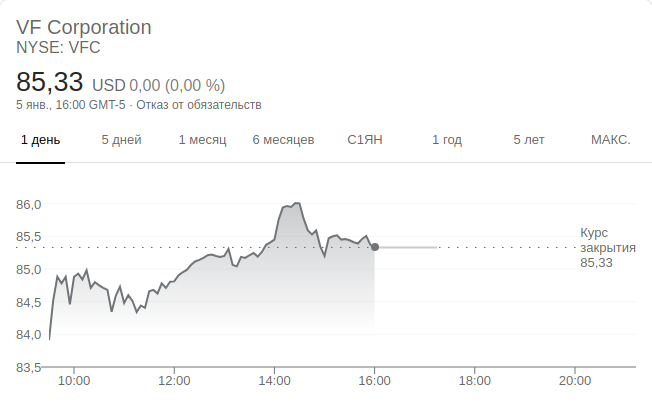 VF Corporation
NYSE: VFC
85,33 USD 0,00 (0,00 %)
5 янв., 16:00 GMT-5 · Отказ от обязательств
1 день 5 дней 1 месяц 6 месяцев С1ЯН 1 год 5 лет МАКС.
86,0
85,5
Курс
закрытия
85,33
85,0
84,5
84,0
83,5
10:00 12:00 14:00 16:00 18:00 20:00